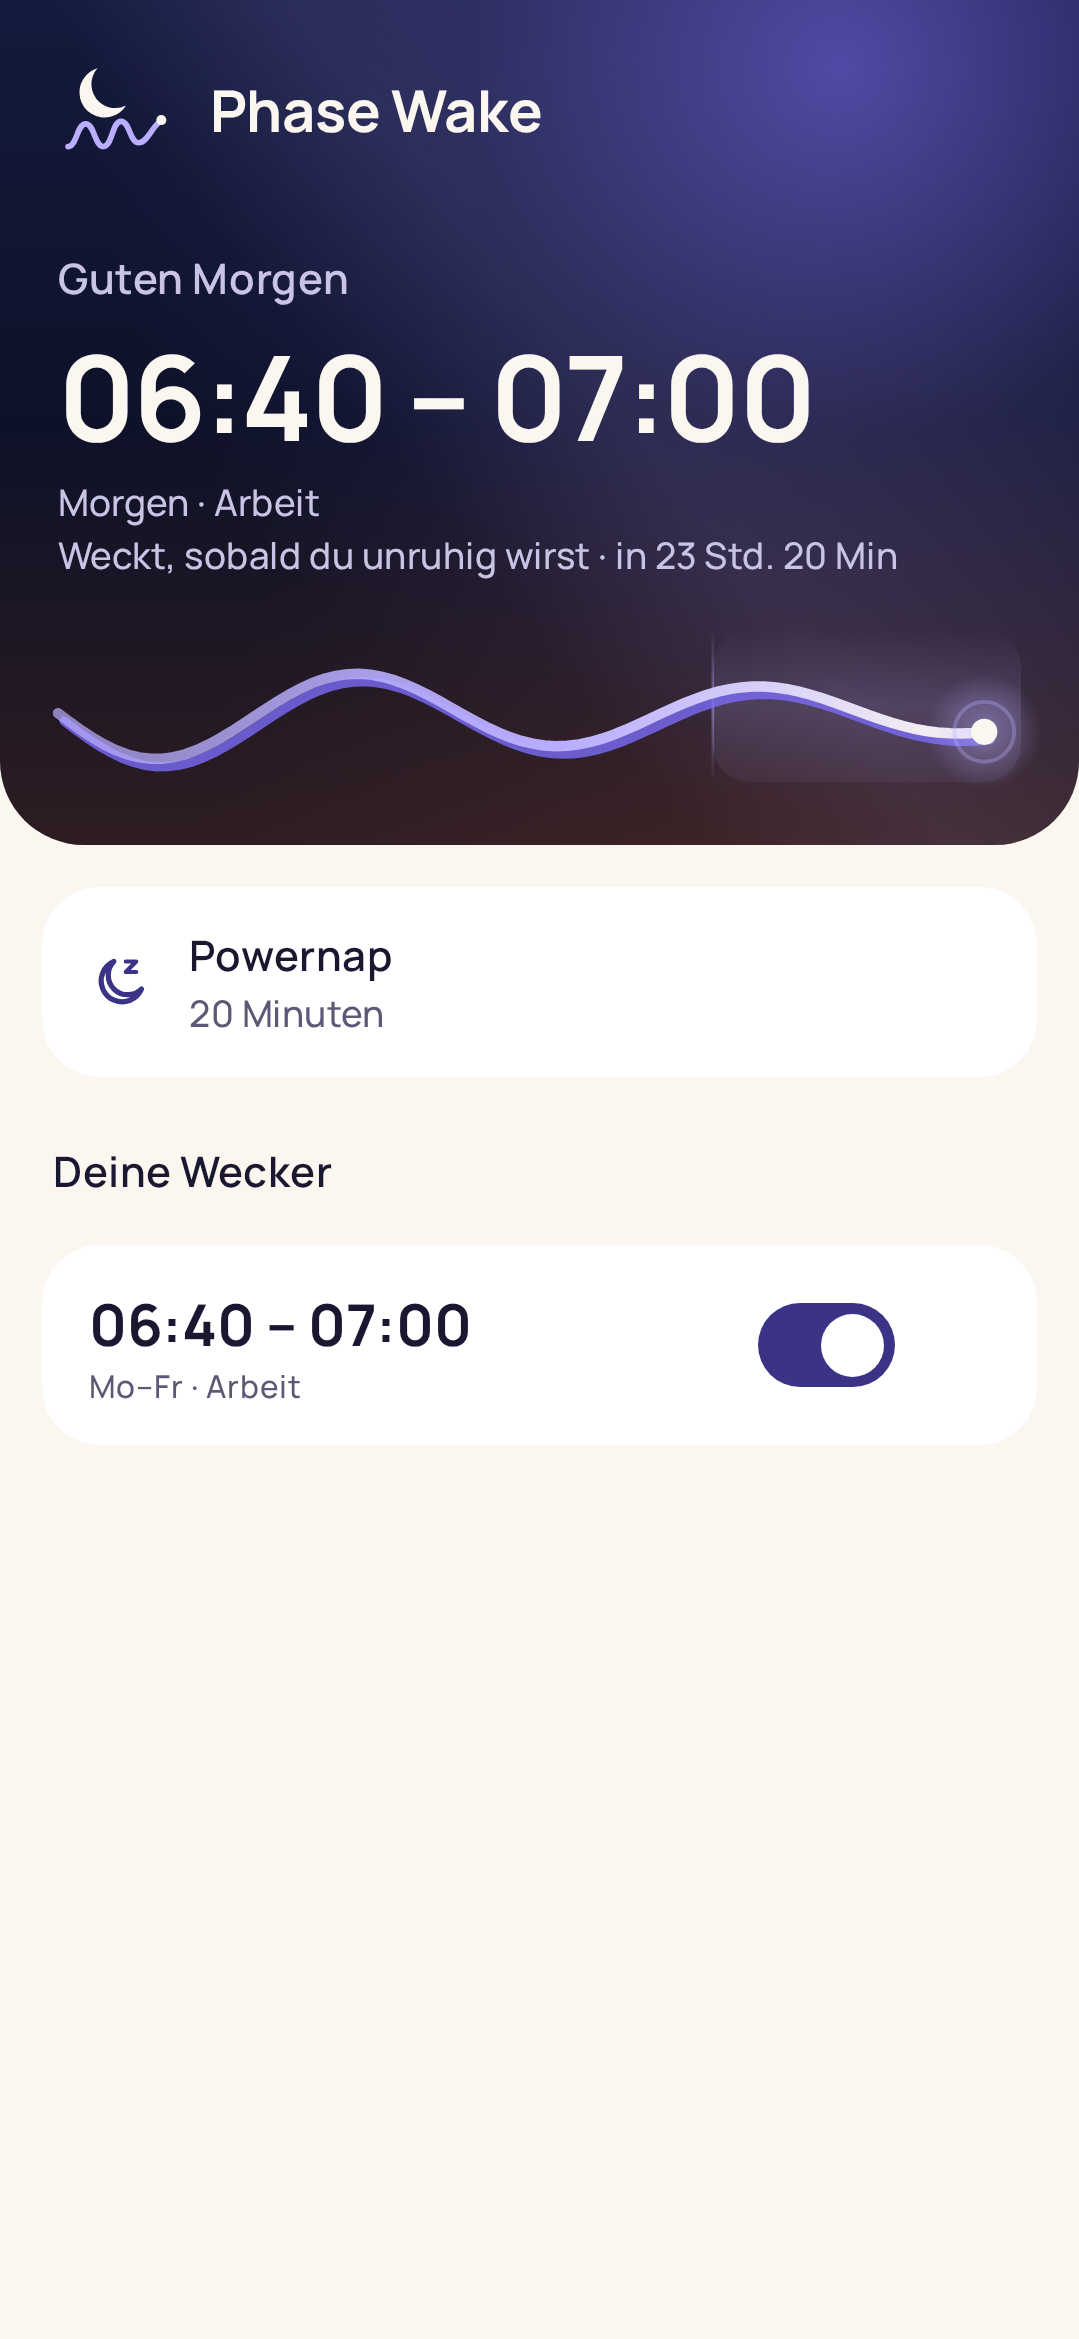 Phase Wake
Guten Morgen
06:40 – 07:00
Morgen · Arbeit
Weckt, sobald du unruhig wirst · in 23 Std. 20 Min
Powernap
20 Minuten
Deine Wecker
06:40 – 07:00
Mo–Fr · Arbeit